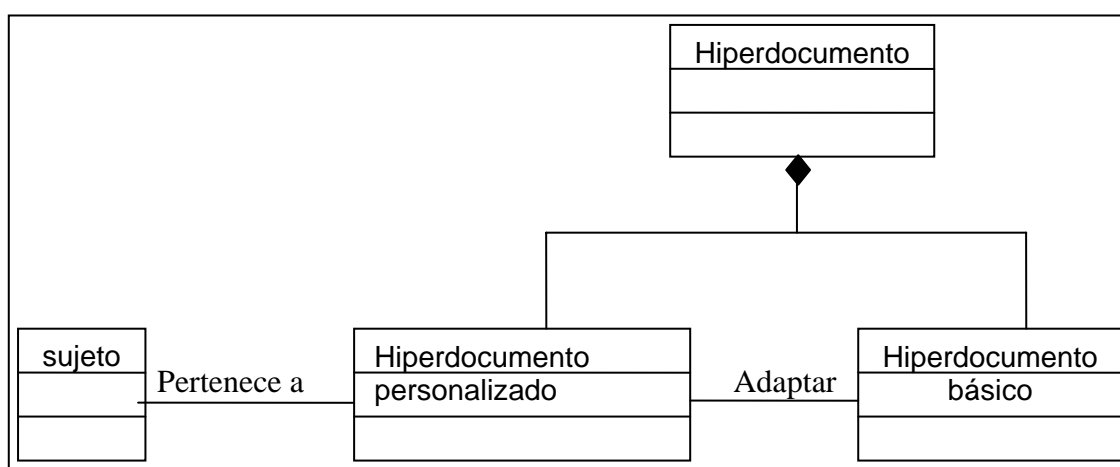 Hiperdocumento
sujeto
Pertenece a
Hiperdocumento
personalizado
Adaptar
Hiperdocumento
básico